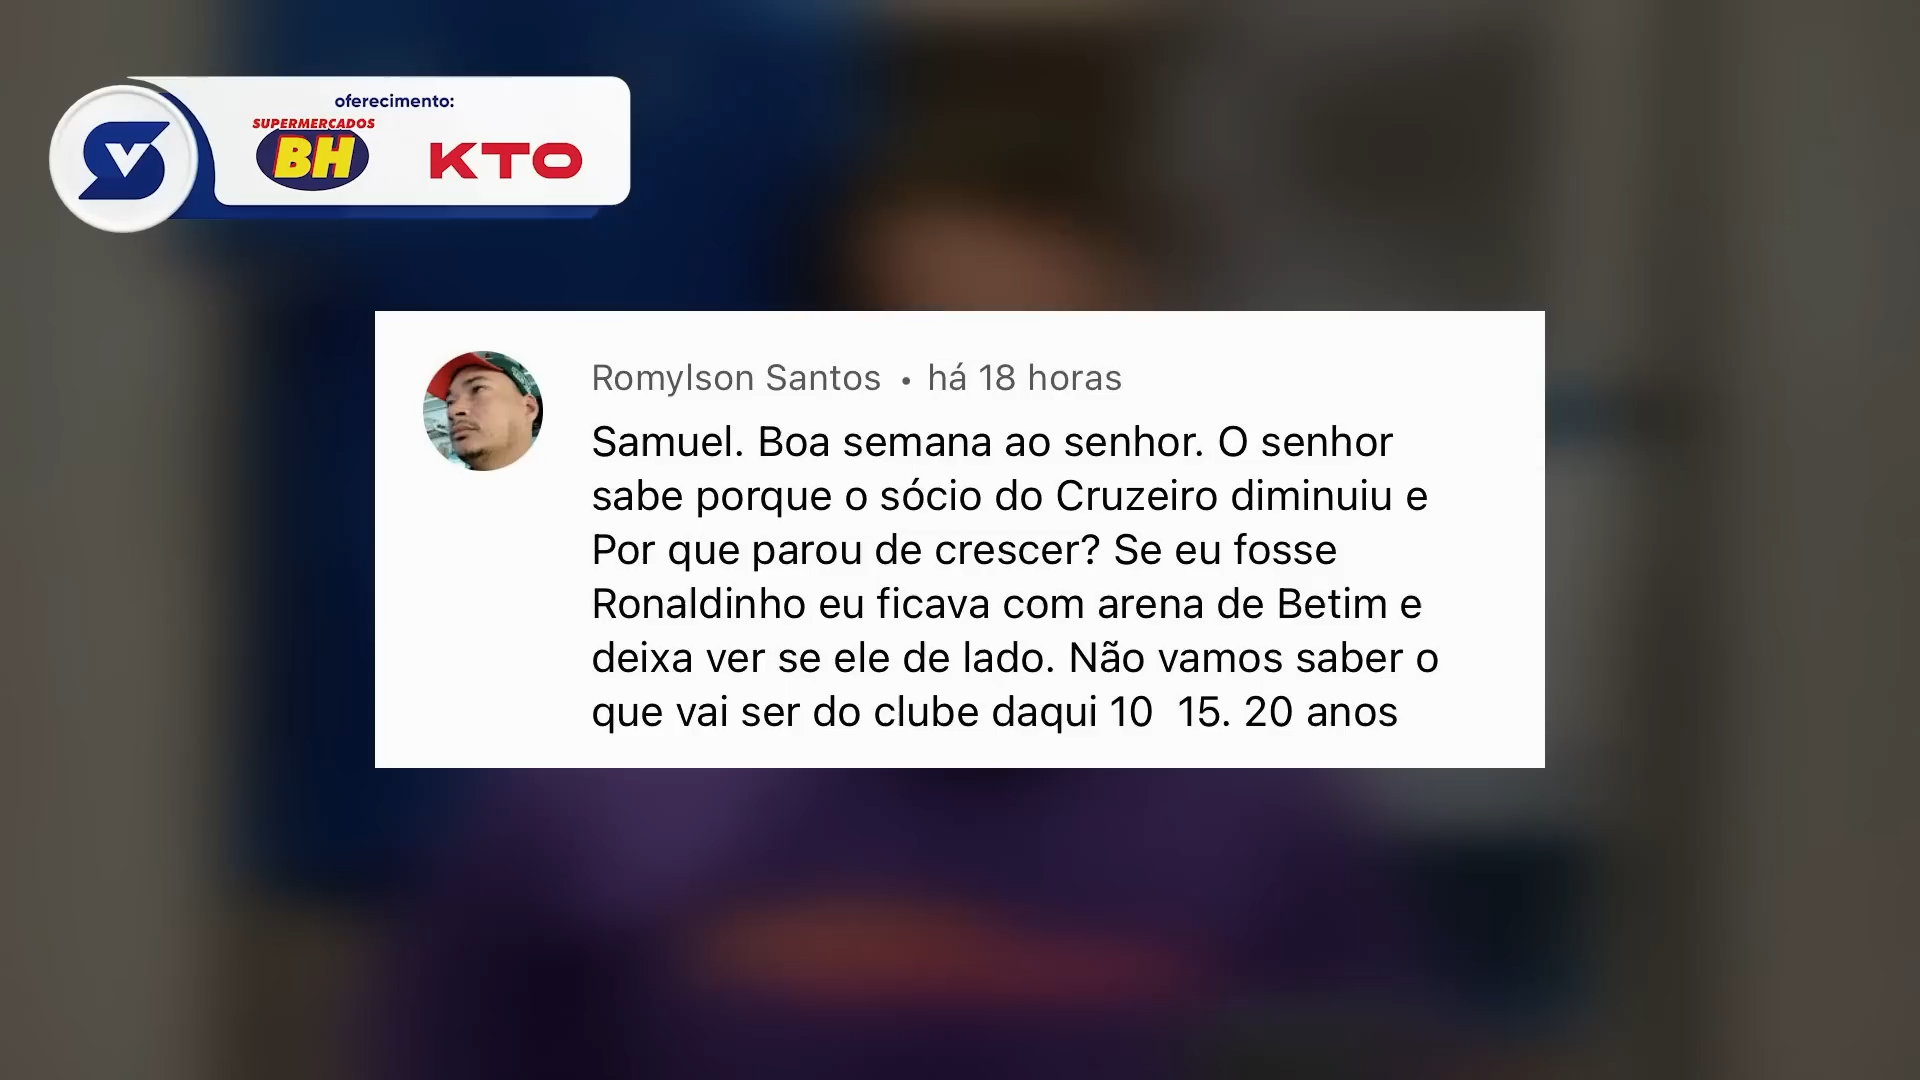 oferecimento:
SUPERMERCADOS
BH
KTO
SV
Romylson Santos • há 18 horas
Samuel. Boa semana ao senhor. O senhor
sabe porque o sócio do Cruzeiro diminuiu e
Por que parou de crescer? Se eu fosse
Ronaldinho eu ficava com arena de Betim e
deixa ver se ele de lado. Não vamos saber o
que vai ser do clube daqui 10  15. 20 anos